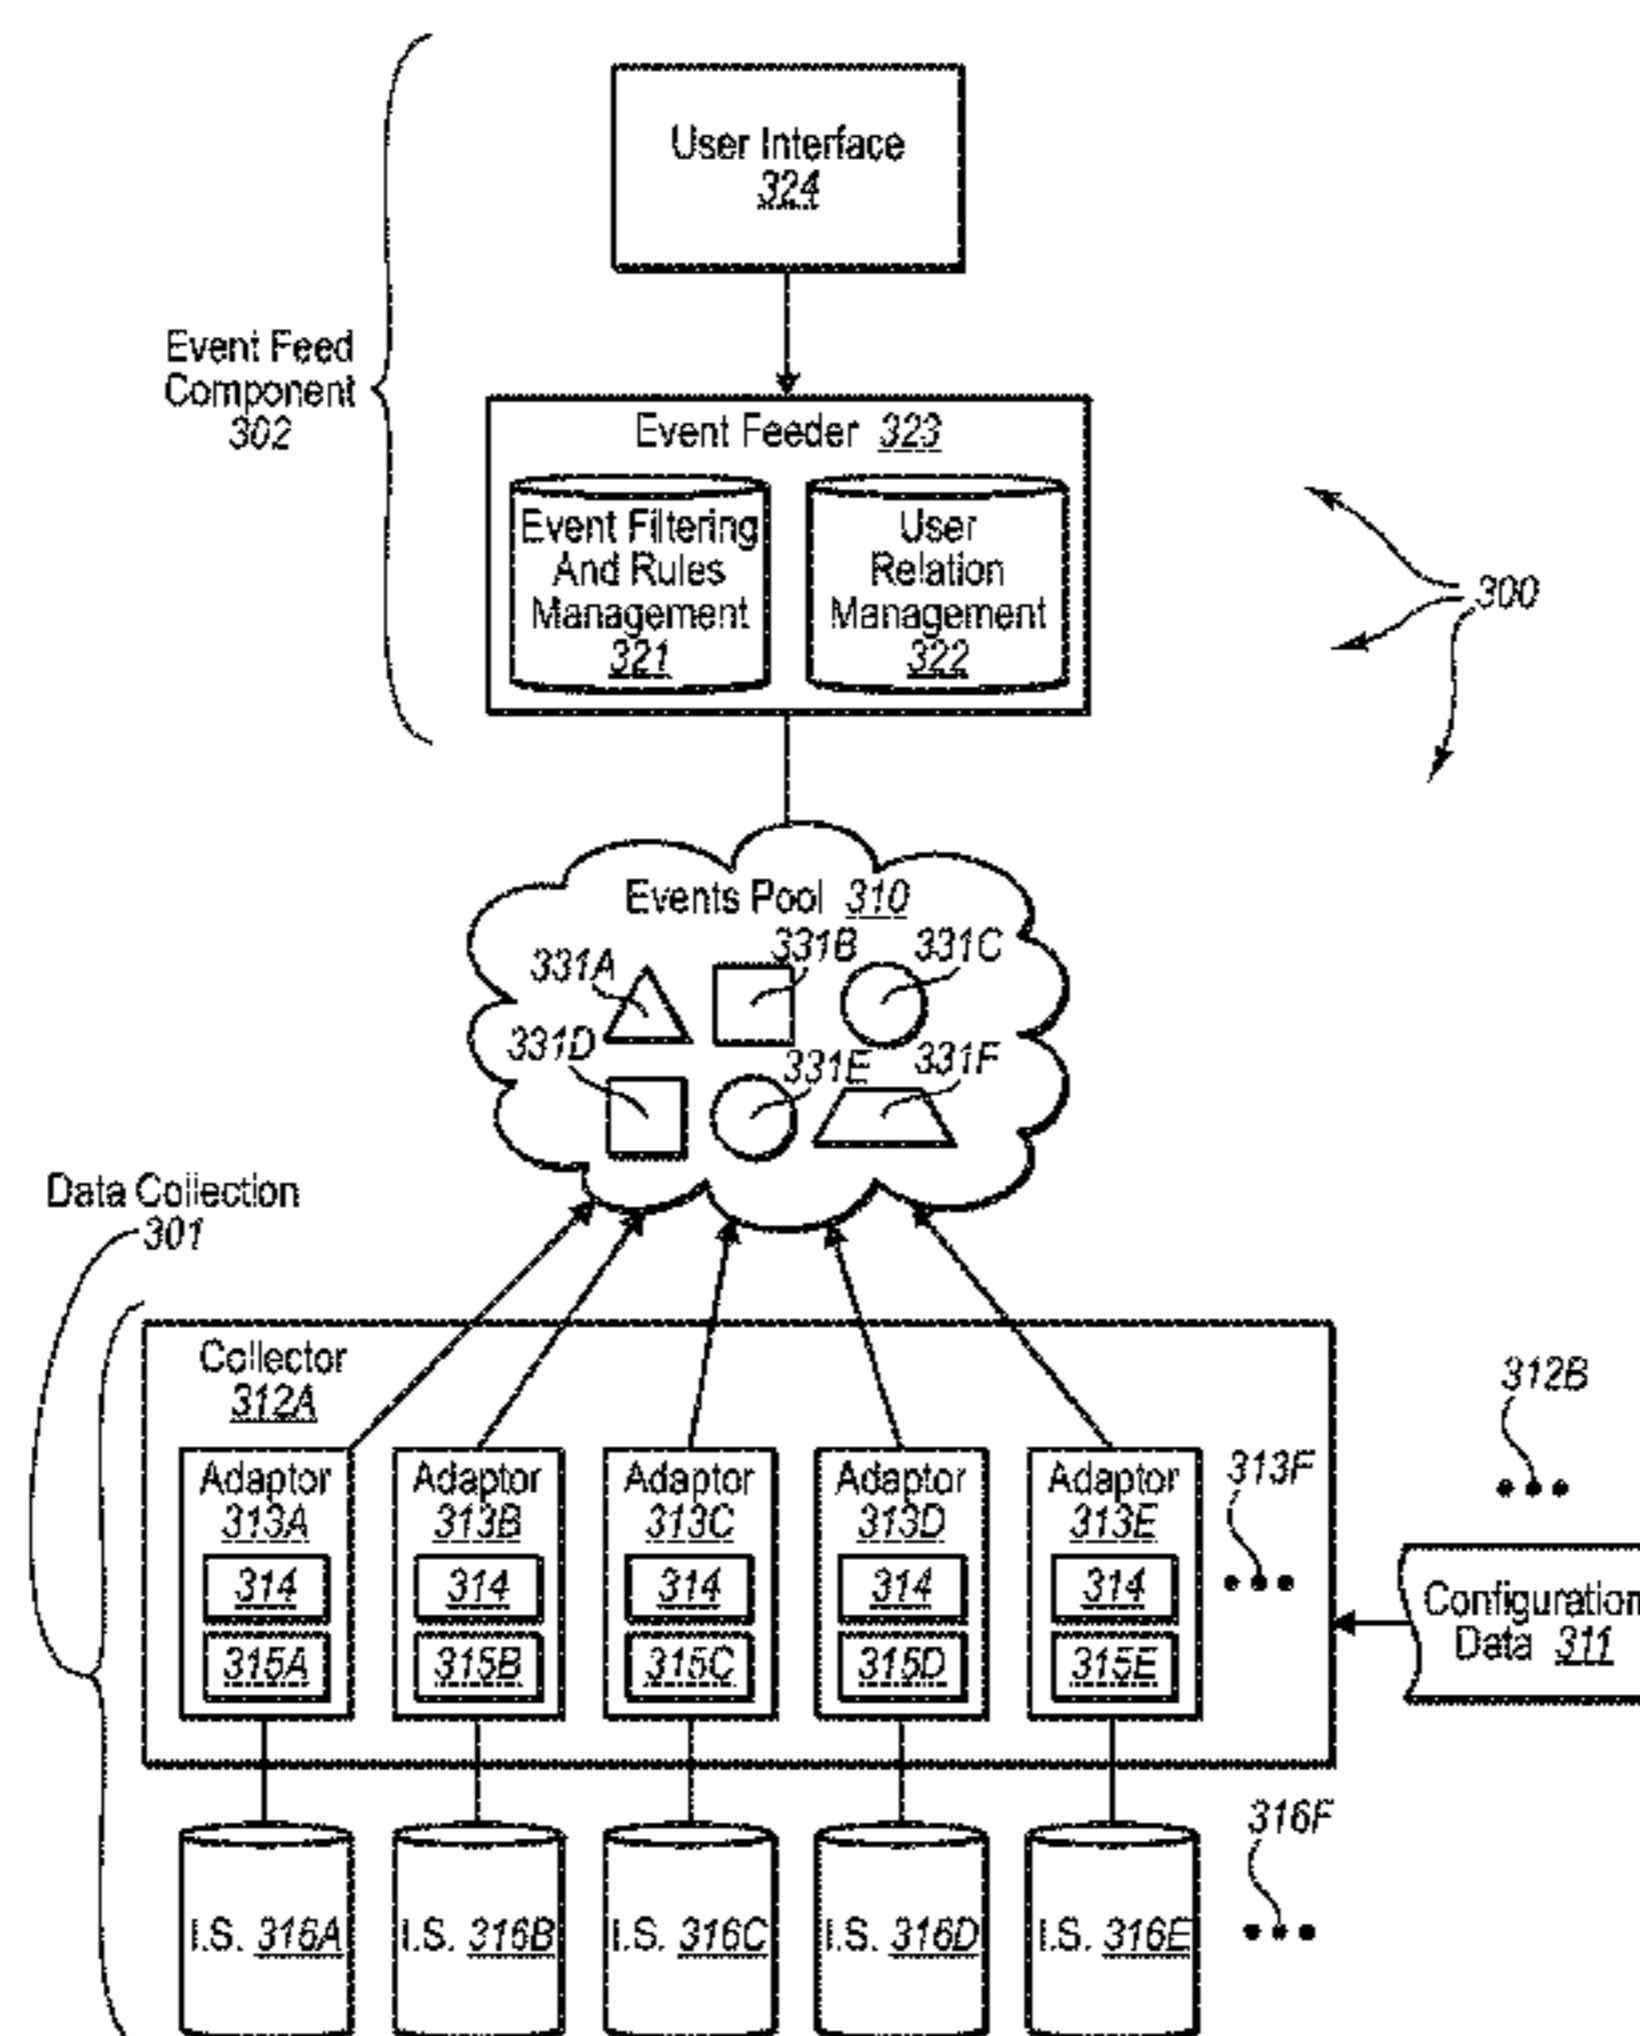 User Interface
324
Event Feed
Component
302
Event Feeder 323
Event Filtering
And Rules
Management
321
User
Relation
Management
322
300
Events Pool 310
331A
331B
331C
331D
331E
331F
Data Collection
301
Collector
312A
312B
Adaptor
313A
314
315A
Adaptor
313B
314
315B
Adaptor
313C
314
315C
Adaptor
313D
314
315D
Adaptor
313E
314
315E
313F
Configuration
Data 311
I.S. 316A
I.S. 316B
I.S. 316C
I.S. 316D
I.S. 316E
316F